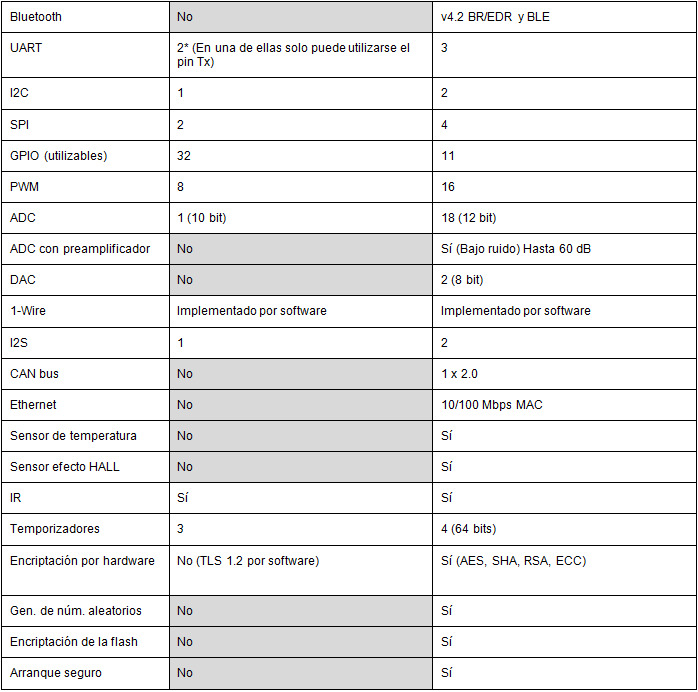 Bluetooth No v4.2 BR/EDR y BLE
UART 2* (En una de ellas solo puede utilizarse el 3
pin Tx)
I2C 1 2
SPI 2 4
GPIO (utilizables) 32 11
PWM 8 16
ADC 1 (10 bit) 18 (12 bit)
ADC con preamplificador No Sí (Bajo ruido) Hasta 60 dB
DAC No 2 (8 bit)
1-Wire Implementado por software Implementado por software
I2S 1 2
CAN bus No 1 x 2.0
Ethernet No 10/100 Mbps MAC
Sensor de temperatura No Sí
Sensor efecto HALL No Sí
IR Sí Sí
Temporizadores 3 4 (64 bits)
Encriptación por hardware No (TLS 1.2 por software) Sí (AES, SHA, RSA, ECC)
Gen. de núm. aleatorios No Sí
Encriptación de la flash No Sí
Arranque seguro No Sí